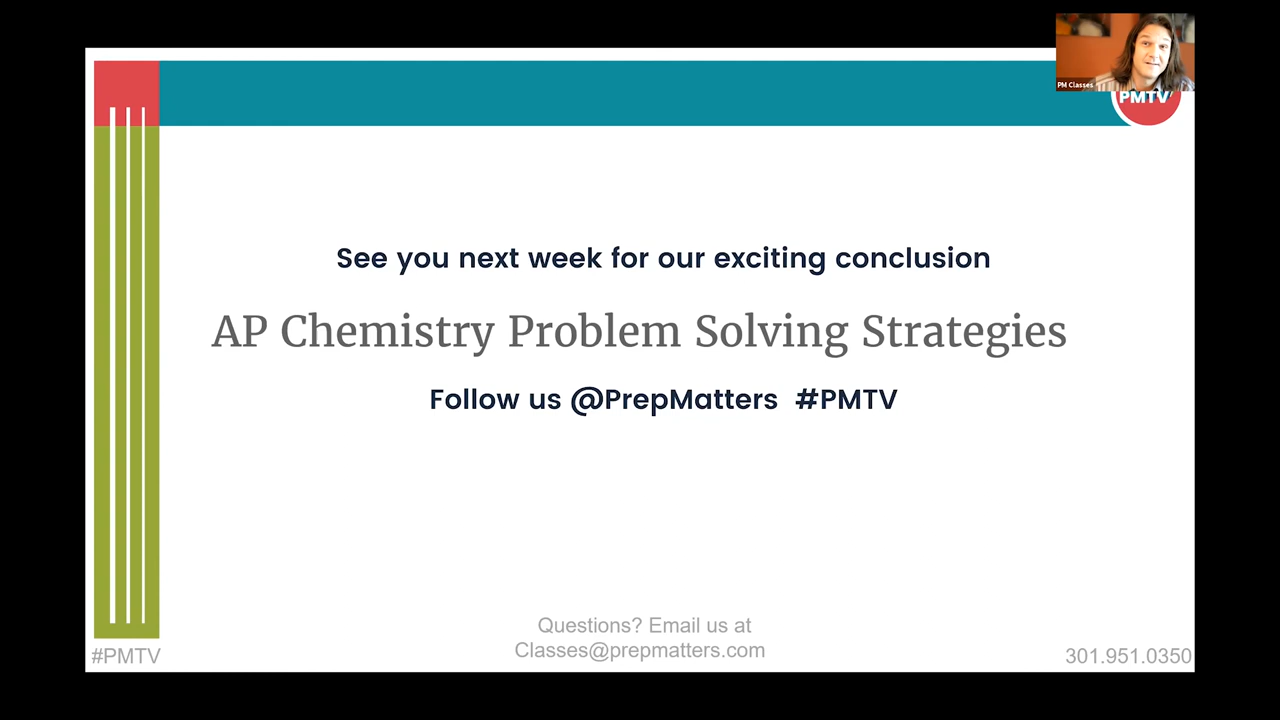 PM Classes
PMTV
See you next week for our exciting conclusion
AP Chemistry Problem Solving Strategies
Follow us @PrepMatters #PMTV
Questions? Email us at
Classes@prepmatters.com
#PMTV
301.951.0350